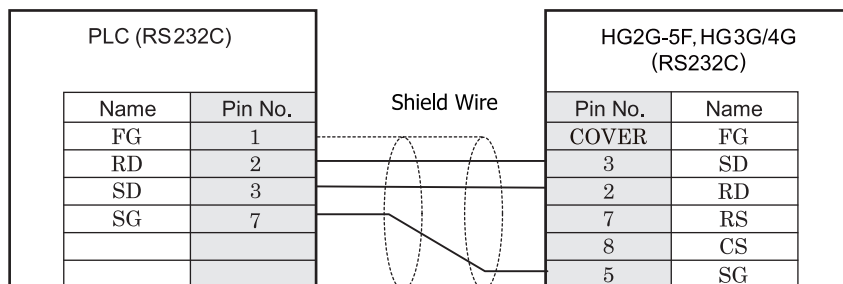 PLC (RS232C)
HG2G-5F, HG3G/4G
(RS232C)
Shield Wire
Name Pin No.
FG 1
RD 2
SD 3
SG 7
Pin No. Name
COVER FG
3 SD
2 RD
7 RS
8 CS
5 SG